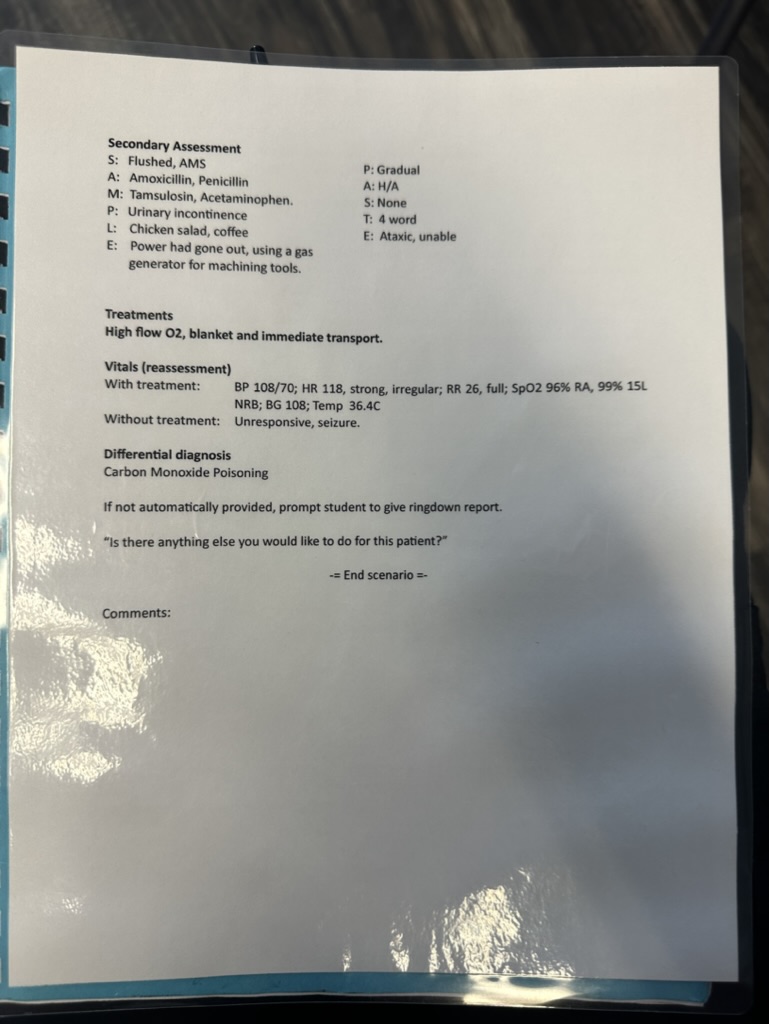 Secondary Assessment
S: Flushed, AMS
A: Amoxicillin, Penicillin
M: Tamsulosin, Acetaminophen.
P: Urinary incontinence
L: Chicken salad, coffee
E: Power had gone out, using a gas
generator for machining tools.
P: Gradual
A: H/A
S: None
T: 4 word
E: Ataxic, unable
Treatments
High flow O2, blanket and immediate transport.
Vitals (reassessment)
With treatment: BP 108/70; HR 118, strong, irregular; RR 26, full; SpO2 96% RA, 99% 15L
NRB; BG 108; Temp 36.4C
Without treatment: Unresponsive, seizure.
Differential diagnosis
Carbon Monoxide Poisoning
If not automatically provided, prompt student to give ringdown report.
"Is there anything else you would like to do for this patient?"
-= End scenario =-
Comments: